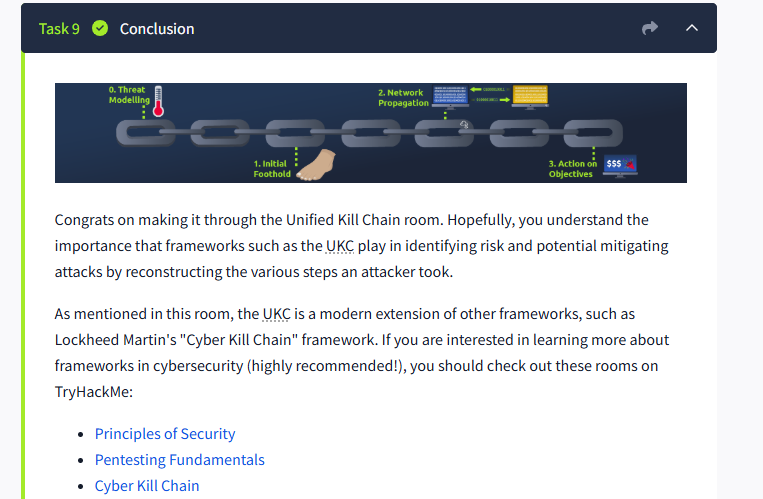 Task 9 Conclusion
0. Threat
Modelling
2. Network
Propagation
1. Initial
Foothold
3. Action on
Objectives
$$$
Congrats on making it through the Unified Kill Chain room. Hopefully, you understand the
importance that frameworks such as the UKC play in identifying risk and potential mitigating
attacks by reconstructing the various steps an attacker took.
As mentioned in this room, the UKC is a modern extension of other frameworks, such as
Lockheed Martin's "Cyber Kill Chain" framework. If you are interested in learning more about
frameworks in cybersecurity (highly recommended!), you should check out these rooms on
TryHackMe:
Principles of Security
Pentesting Fundamentals
Cyber Kill Chain